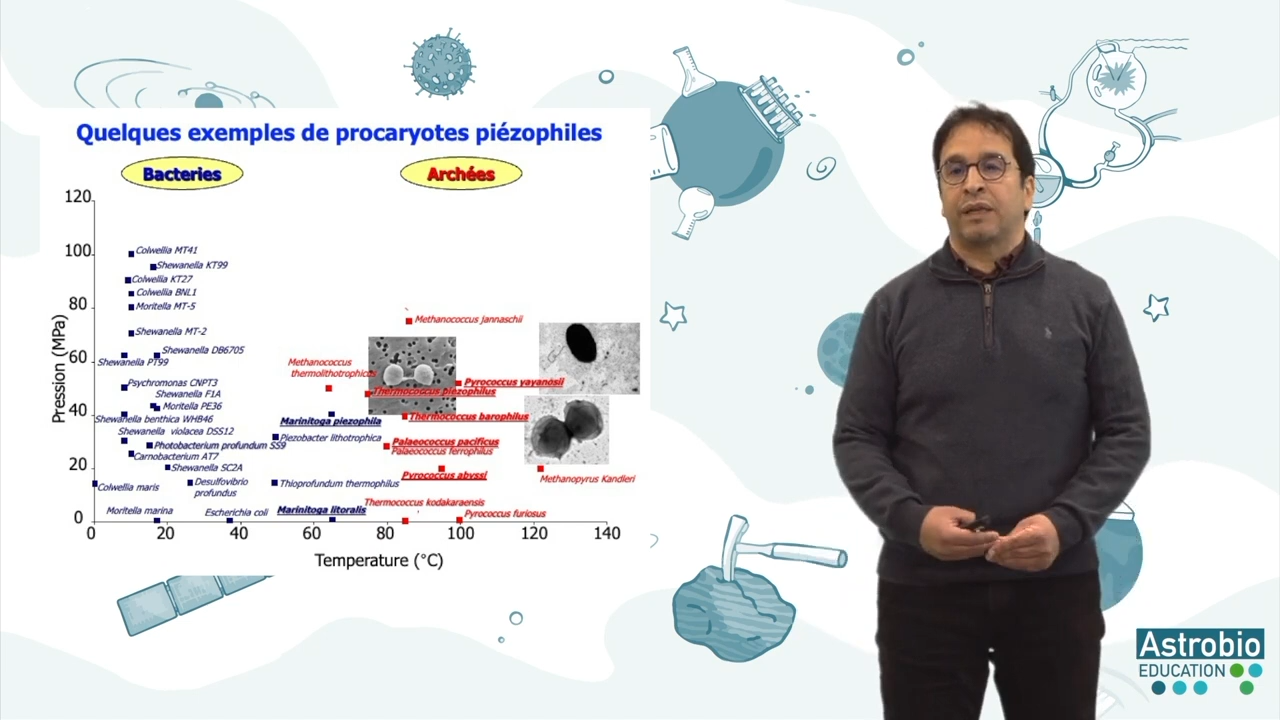 Quelques exemples de procaryotes piézophiles
Bacteries
Archées
120
100
80
60
40
20
0
Pression (MPa)
Colwellia MT41
Shewanella KT99
Colwellia KT27
Colwellia BNL1
Moritella MT-5
Shewanella MT-2
Shewanella DB6705
Shewanella PT99
Psychromonas CNPT3
Shewanella F1A
Moritella PE36
Shewanella benthica WHB46
Shewanella violacea DSS12
Photobacterium profundum SS9
Carnobacterium AT7
Shewanella SC2A
Colwellia maris
Desulfovibrio
profundus
Moritella marina
Escherichia coli
Marinitoga piezophila
Piezobacter lithotrophica
Thioprofundum thermophilus
Marinitoga litoralis
Methanococcus jannaschii
Methanococcus
thermolithotrophicus
Pyrococcus yayanosii
Thermococcus piezophilus
Thermococcus barophilus
Palaeococcus pacificus
Palaeococcus ferrophilus
Pyrococcus abyssi
Methanopyrus Kandleri
Thermococcus kodakaraensis
Pyrococcus furiosus
0 20 40 60 80 100 120 140
Temperature (°C)
Astrobio
EDUCATION